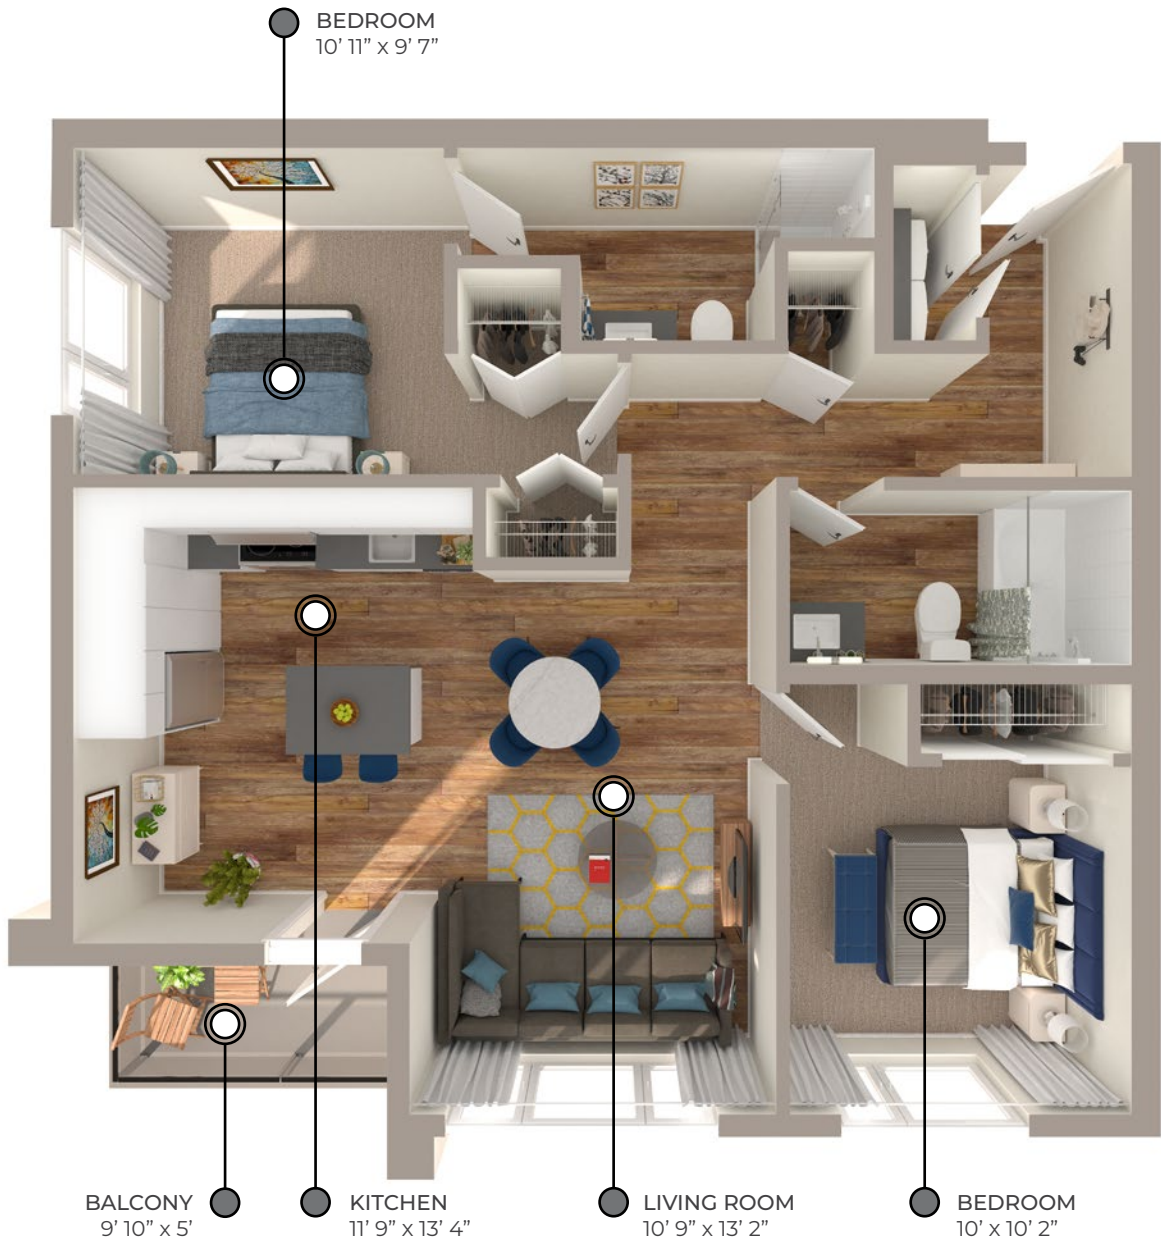 BEDROOM
10’ 11” x 9’ 7”
BALCONY
9’ 10” x 5’
KITCHEN
11’ 9” x 13’ 4”
LIVING ROOM
10’ 9” x 13’ 2”
BEDROOM
10’ x 10’ 2”